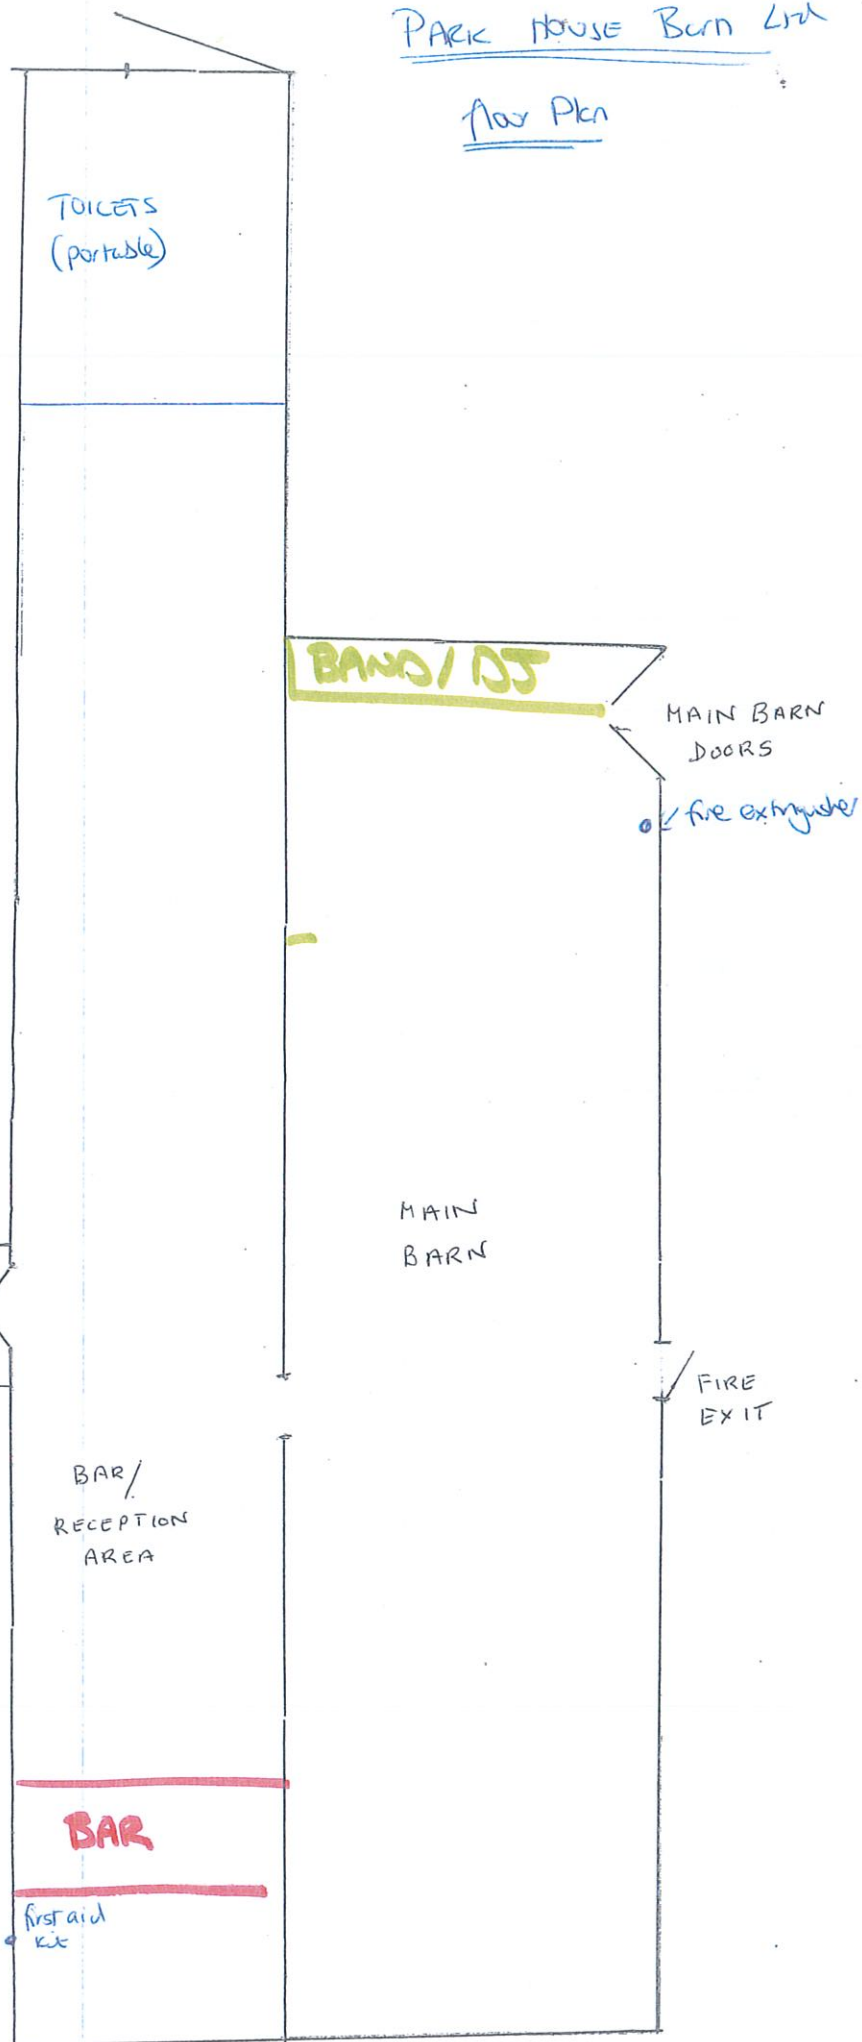 PARK HOUSE Barn Ltd
floor Plan
TOILETS
(portable)
BAND/DJ
MAIN BARN
DOORS
fire extinguisher
MAIN
BARN
FIRE
EXIT
BAR/
RECEPTION
AREA
BAR
first aid
kit